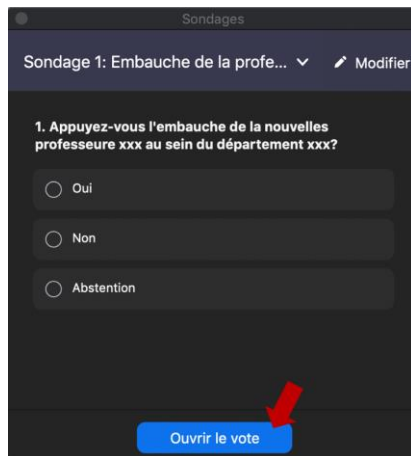 Sondages
Sondage 1: Embauche de la profe... Modifier
1. Appuyez-vous l'embauche de la nouvelles
professeure xxx au sein du département xxx?
Oui
Non
Abstention
Ouvrir le vote